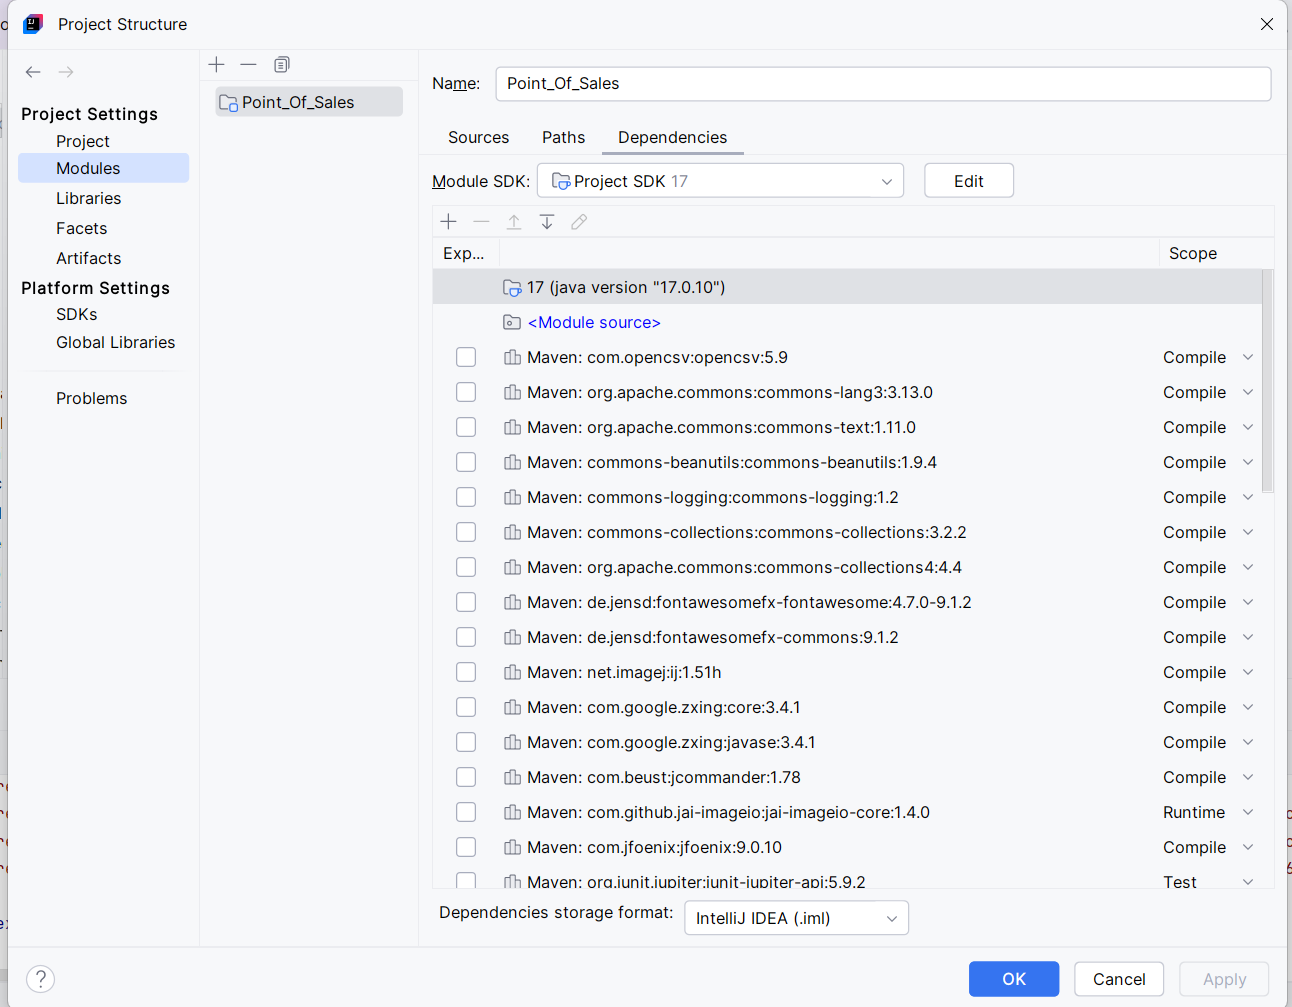 Project Structure
Project Settings
Project
Modules
Libraries
Facets
Artifacts
Platform Settings
SDKs
Global Libraries
Problems
Point_Of_Sales
Name: Point_Of_Sales
Sources Paths Dependencies
Module SDK: Project SDK 17 Edit
Exp... Scope
17 (java version "17.0.10")
<Module source>
Maven: com.opencsv:opencsv:5.9 Compile
Maven: org.apache.commons:commons-lang3:3.13.0 Compile
Maven: org.apache.commons:commons-text:1.11.0 Compile
Maven: commons-beanutils:commons-beanutils:1.9.4 Compile
Maven: commons-logging:commons-logging:1.2 Compile
Maven: commons-collections:commons-collections:3.2.2 Compile
Maven: org.apache.commons:commons-collections4:4.4 Compile
Maven: de.jensd:fontawesomefx-fontawesome:4.7.0-9.1.2 Compile
Maven: de.jensd:fontawesomefx-commons:9.1.2 Compile
Maven: net.imagej:ij:1.51h Compile
Maven: com.google.zxing:core:3.4.1 Compile
Maven: com.google.zxing:javase:3.4.1 Compile
Maven: com.beust:jcommander:1.78 Compile
Maven: com.github.jai-imageio:jai-imageio-core:1.4.0 Runtime
Maven: com.jfoenix:jfoenix:9.0.10 Compile
Maven: org.junit.jupiter:junit-jupiter-api:5.9.2 Test
Dependencies storage format: IntelliJ IDEA (.iml)
? OK Cancel Apply